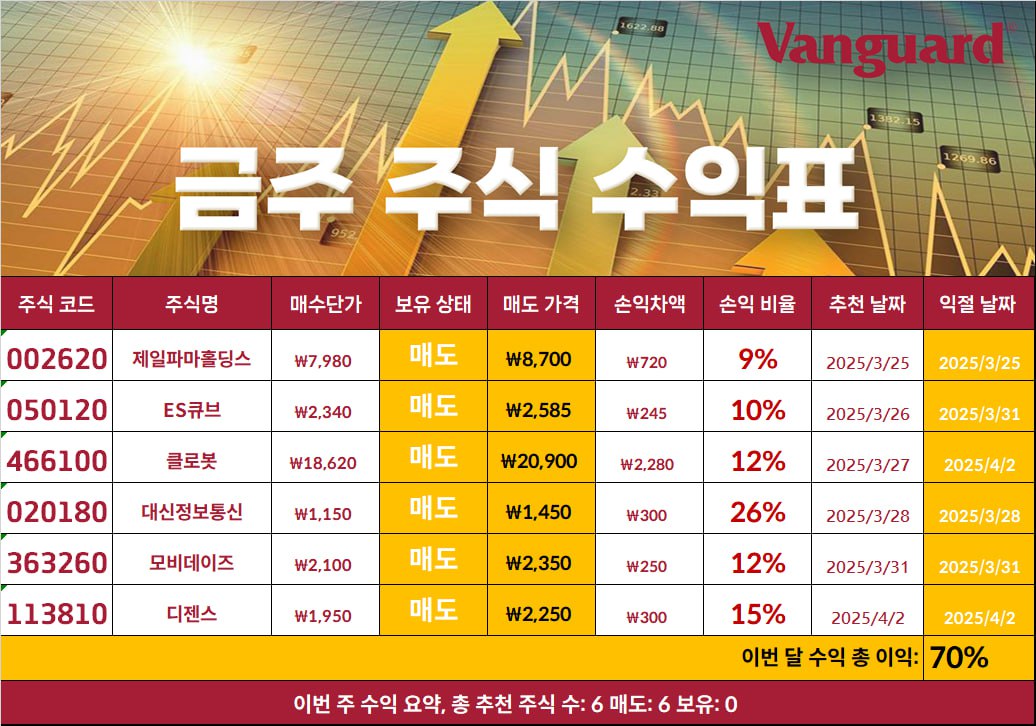 1622.88
Vanguard
1382.15
1269.86
2.33
952.
금주 주식 수익표
주식 코드 주식명 매수단가 보유 상태 매도 가격 손익차액 손익 비율 추천 날짜 익절 날짜
002620 제일파마홀딩스 ₩7,980 매도 ₩8,700 ₩720 9% 2025/3/25 2025/3/25
050120 ES큐브 ₩2,340 매도 ₩2,585 ₩245 10% 2025/3/26 2025/3/31
466100 클로봇 ₩18,620 매도 ₩20,900 ₩2,280 12% 2025/3/27 2025/4/2
020180 대신정보통신 ₩1,150 매도 ₩1,450 ₩300 26% 2025/3/28 2025/3/28
363260 모비데이즈 ₩2,100 매도 ₩2,350 ₩250 12% 2025/3/31 2025/3/31
113810 디젠스 ₩1,950 매도 ₩2,250 ₩300 15% 2025/4/2 2025/4/2
이번 달 수익 총 이익: 70%
이번 주 수익 요약, 총 추천 주식 수: 6 매도: 6 보유: 0